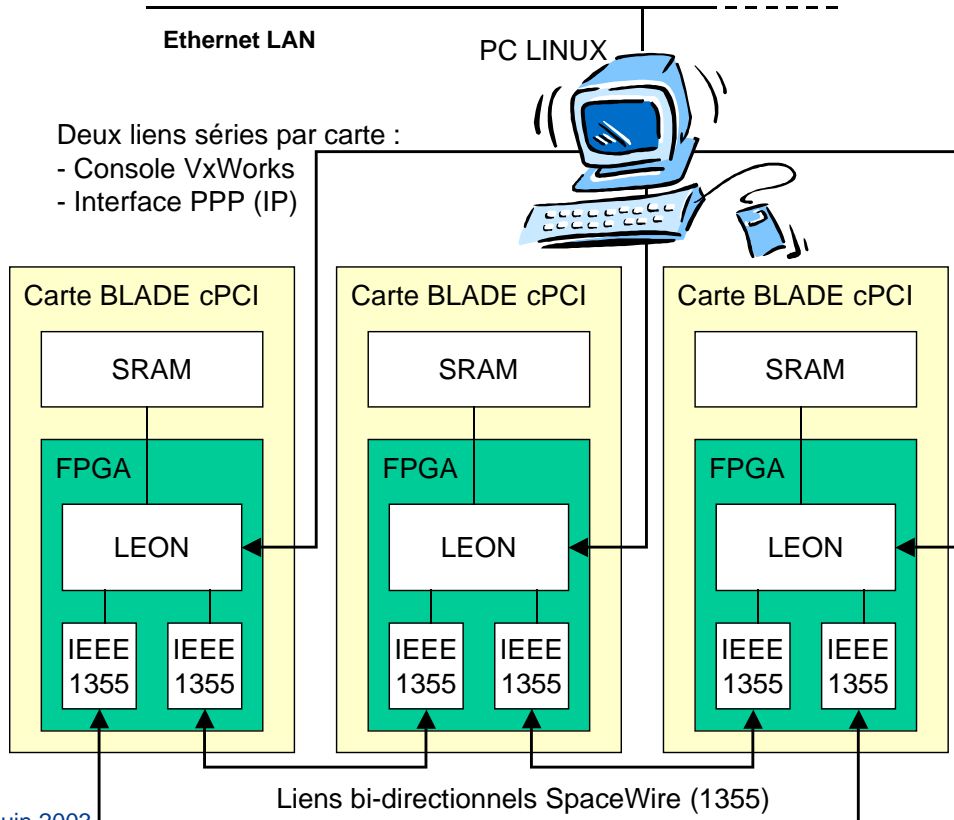 Ethernet LAN
PC LINUX
Deux liens séries par carte :
- Console VxWorks
- Interface PPP (IP)
Carte BLADE cPCI
SRAM
FPGA
LEON
IEEE
1355
IEEE
1355
Carte BLADE cPCI
SRAM
FPGA
LEON
IEEE
1355
IEEE
1355
Carte BLADE cPCI
SRAM
FPGA
LEON
IEEE
1355
IEEE
1355
Liens bi-directionnels SpaceWire (1355)